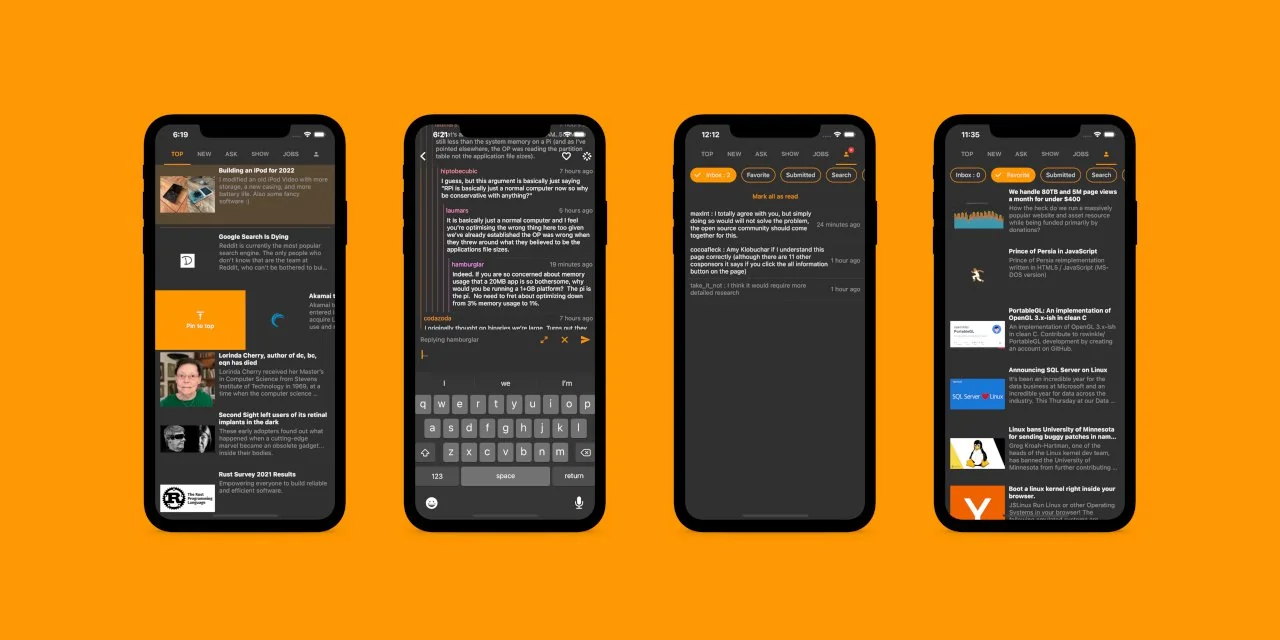 6:19
TOP NEW ASK SHOW JOBS
Building an iPod for 2022
I modified an old iPod Video with more
storage, a new casing, and more
battery life. Also some fancy
software :)
Google Search Is Dying
Reddit is currently the most popular
search engine. The only people who
don't know that are the team at
Reddit, who can't be bothered to bui...
Pin to top
Akamai t
Akamai t
entered i
acquire L
use and r
Lorinda Cherry, author of dc, bc,
eqn has died
Lorinda Cherry received her Master's
in Computer Science from Stevens
Institute of Technology in 1969, at a
time when the computer science ...
Second Sight left users of its retinal
implants in the dark
These early adopters found out what
happened when a cutting-edge
marvel became an obsolete gadget...
inside their bodies.
Rust Survey 2021 Results
Empowering everyone to build reliable
and efficient software.
The Rust
Programming
Language
6:21
still less than the system memory on a Pi (and as I've
pointed elsewhere, the OP was reading the partition
table not the application file sizes).
hiptobecubic 7 hours ago
I guess, but this argument is basically just saying
"RPi is basically just a normal computer now so why
be conservative with anything?"
laumars 5 hours ago
It is basically just a normal computer and I feel
you're optimising the wrong thing here too given
we've already established the OP was wrong when
they threw around what they believed to be the
applications file sizes.
hamburglar 19 minutes ago
Indeed. If you are so concerned about memory
usage that a 20MB app is so bothersome, why
would you be running a 1+GB platform? The pi is
the pi. No need to fret about optimizing down
from 3% memory usage to 1%.
codazoda 7 hours ago
I originally thought go binaries we're large. Turns out they
Replying hamburglar
I we I'm
q w e r t y u i o p
a s d f g h j k l
z x c v b n m
123 space return
12:12
TOP NEW ASK SHOW JOBS
Inbox : 2 Favorite Submitted Search
Mark all as read
maxint : I totally agree with you, but simply
doing so would will not solve the problem,
the open source community should come
together for this.
24 minutes ago
cocoafleck : Amy Klobuchar if I understand this
page correctly (although there are 11 other
cosponsors it says if you click the all information
button on the page)
1 hour ago
take_it_not : I think it would require more
detailed research
1 hour ago
11:35
TOP NEW ASK SHOW JOBS
Inbox : 0 Favorite Submitted Search
We handle 80TB and 5M page views
a month for under $400
How the heck do we run a massively
popular website and asset resource
while being funded primarily by
donations?
Prince of Persia in JavaScript
Prince of Persia reimplementation
written in HTML5 / JavaScript (MS-
DOS version)
PortableGL: An implementation of
OpenGL 3.x-ish in clean C
An implementation of OpenGL 3.x-ish
in clean C. Contribute to rswinkle/
PortableGL development by creating
an account on GitHub.
PortableGL
Announcing SQL Server on Linux
It's been an incredible year for the
data business at Microsoft and an
incredible year for data across the
industry. This Thursday at our Data ...
SQL Server Linux
Linux bans University of Minnesota
for sending buggy patches in nam...
Greg Kroah-Hartman, one of the
heads of the Linux kernel dev team,
has banned the University of
Minnesota from further contributing ...
Boot a linux kernel right inside your
browser.
JSLinux Run Linux or other Operating
Systems in your browser! The
following emulated systems are
Y